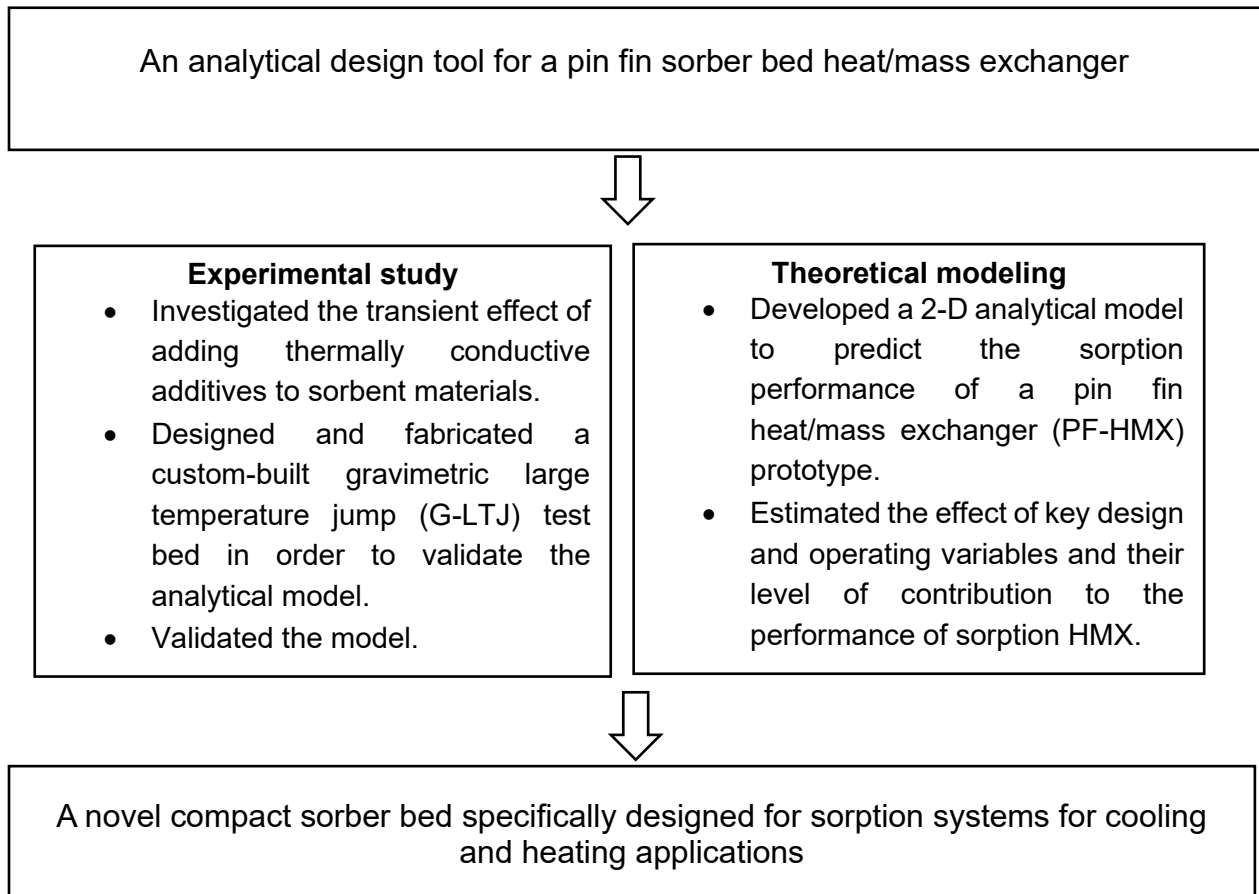 An analytical design tool for a pin fin sorber bed heat/mass exchanger
Experimental study
• Investigated the transient effect of
adding thermally conductive
additives to sorbent materials.
• Designed and fabricated a
custom-built gravimetric large
temperature jump (G-LTJ) test
bed in order to validate the
analytical model.
• Validated the model.
Theoretical modeling
• Developed a 2-D analytical model
to predict the sorption
performance of a pin fin
heat/mass exchanger (PF-HMX)
prototype.
• Estimated the effect of key design
and operating variables and their
level of contribution to the
performance of sorption HMX.
A novel compact sorber bed specifically designed for sorption systems for cooling
and heating applications